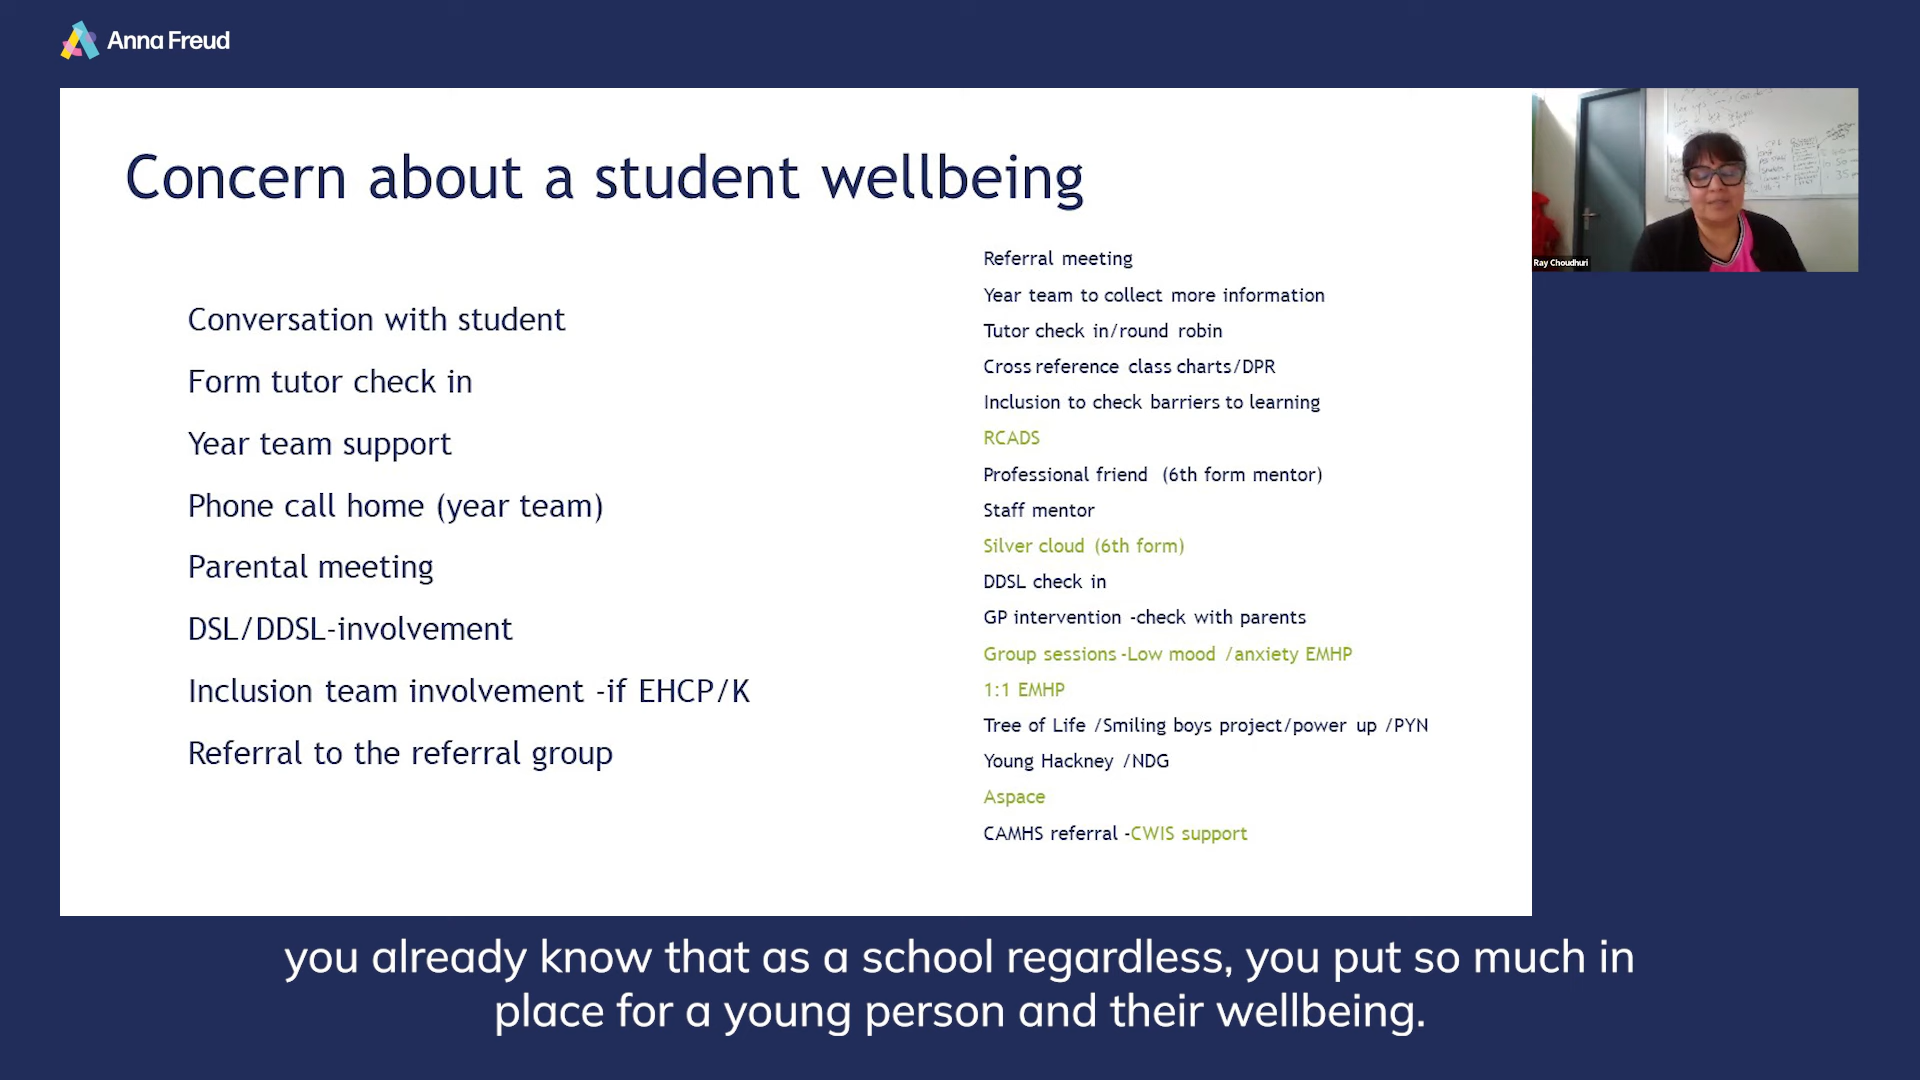 Anna Freud
Concern about a student wellbeing
Conversation with student
Form tutor check in
Year team support
Phone call home (year team)
Parental meeting
DSL/DDSL-involvement
Inclusion team involvement -if EHCP/K
Referral to the referral group
Referral meeting
Year team to collect more information
Tutor check in/round robin
Cross reference class charts/DPR
Inclusion to check barriers to learning
RCADS
Professional friend (6th form mentor)
Staff mentor
Silver cloud (6th form)
DDSL check in
GP intervention -check with parents
Group sessions -Low mood /anxiety EMHP
1:1 EMHP
Tree of Life /Smiling boys project/power up /PYN
Young Hackney /NDG
Aspace
CAMHS referral -CWIS support
Ray Choudhuri
you already know that as a school regardless, you put so much in
place for a young person and their wellbeing.